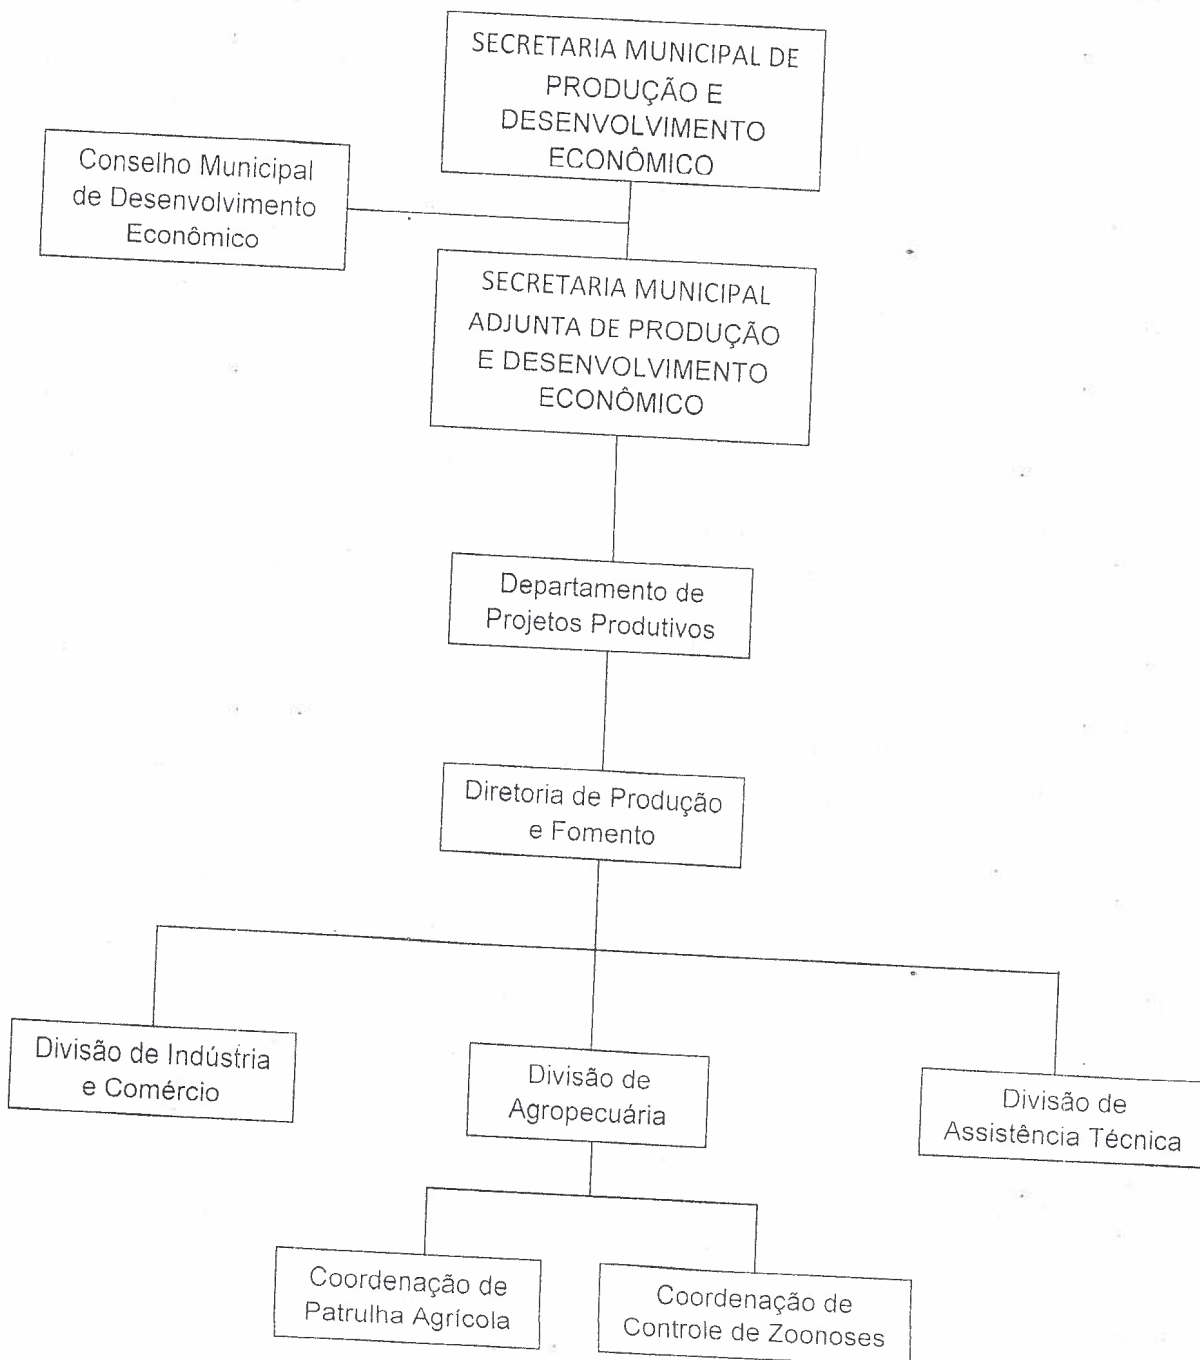 SECRETARIA MUNICIPAL DE
PRODUÇÃO E
DESENVOLVIMENTO
ECONÔMICO
Conselho Municipal
de Desenvolvimento
Econômico
SECRETARIA MUNICIPAL
ADJUNTA DE PRODUÇÃO
E DESENVOLVIMENTO
ECONÔMICO
Departamento de
Projetos Produtivos
Diretoria de Produção
e Fomento
Divisão de Indústria
e Comércio
Divisão de
Agropecuária
Divisão de
Assistência Técnica
Coordenação de
Patrulha Agrícola
Coordenação de
Controle de Zoonoses